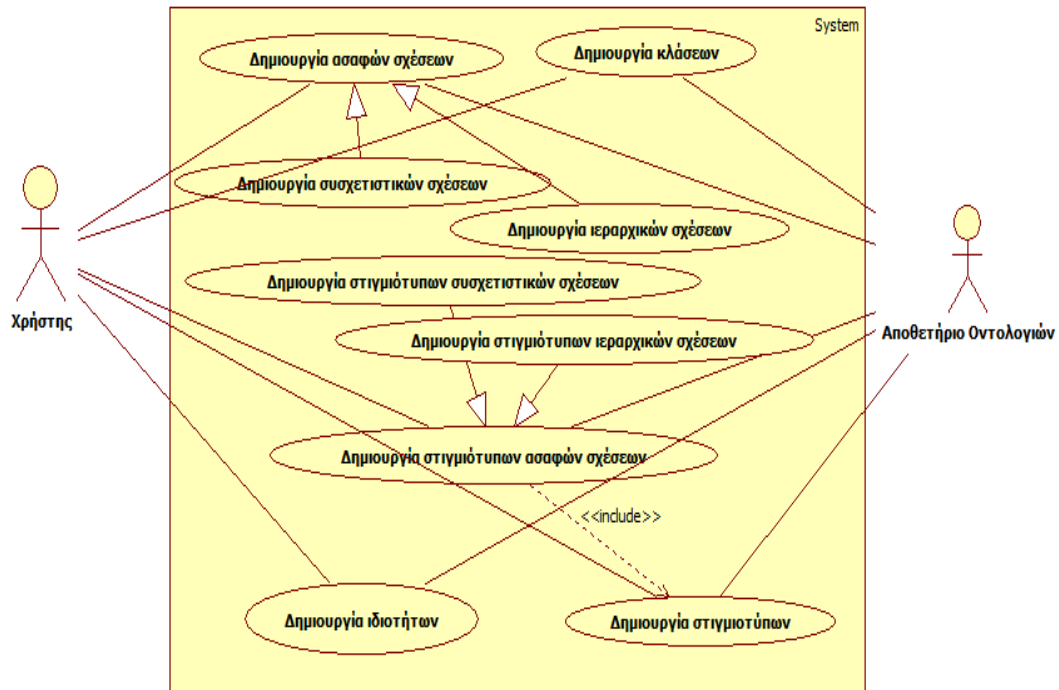 System
Δημιουργία ασαφών σχέσεων
Δημιουργία κλάσεων
Δημιουργία συσχετιστικών σχέσεων
Δημιουργία ιεραρχικών σχέσεων
Δημιουργία στιγμιότυπων συσχετιστικών σχέσεων
Χρήστης
Αποθετήριο Οντολογιών
Δημιουργία στιγμιότυπων ιεραρχικών σχέσεων
Δημιουργία στιγμιότυπων ασαφών σχέσεων
<<include>>
Δημιουργία ιδιοτήτων
Δημιουργία στιγμιοτύπων